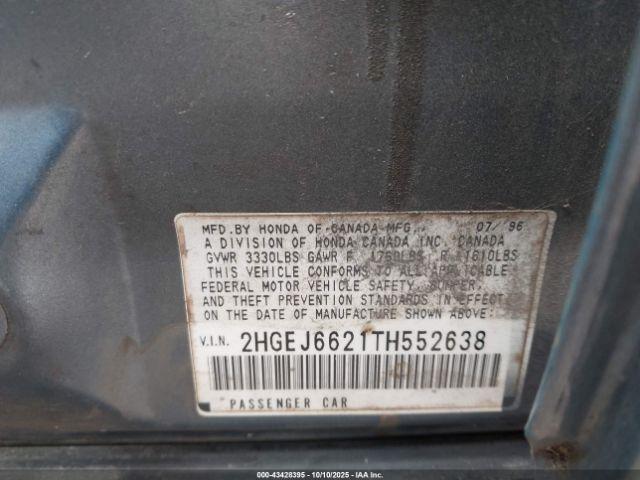 MFD.BY HONDA OF CANADA MFG., 07/96
A DIVISION OF HONDA CANADA INC. CANADA
GVWR 3330LBS GAWR F 1760LBS R 1610LBS
THIS VEHICLE CONFORMS TO ALL APPLICABLE
FEDERAL MOTOR VEHICLE SAFETY, BUMPER,
AND THEFT PREVENTION STANDARDS IN EFFECT
ON THE DATE OF MANUFACTURE SHOWN ABOVE:
V.I.N. 2HGEJ6621TH552638
PASSENGER CAR
000-43428395 - 10/10/2025 - IAA Inc.